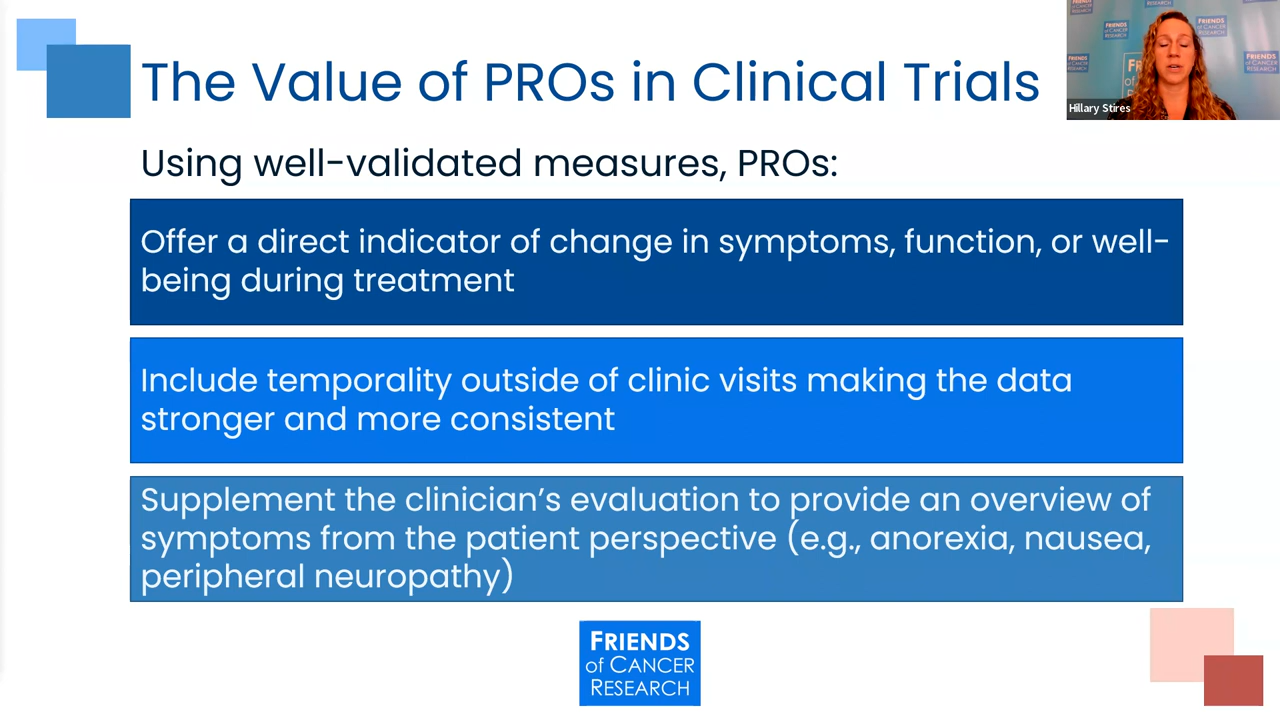 The Value of PROs in Clinical Trials
Hillary Stires
Using well-validated measures, PROs:
Offer a direct indicator of change in symptoms, function, or well-
being during treatment
Include temporality outside of clinic visits making the data
stronger and more consistent
Supplement the clinician's evaluation to provide an overview of
symptoms from the patient perspective (e.g., anorexia, nausea,
peripheral neuropathy)
FRIENDS
of CANCER
RESEARCH